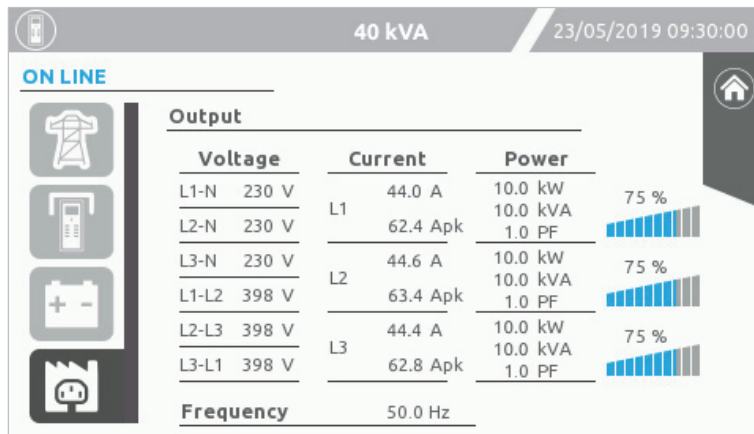 40 kVA
23/05/2019 09:30:00
ON LINE
Output
Voltage Current Power
L1-N 230 V
L2-N 230 V
L3-N 230 V
L1-L2 398 V
L2-L3 398 V
L3-L1 398 V
L1 44.0 A
62.4 Apk
L2 44.6 A
63.4 Apk
L3 44.4 A
62.8 Apk
10.0 kW
10.0 kVA
1.0 PF
75 %
10.0 kW
10.0 kVA
1.0 PF
75 %
10.0 kW
10.0 kVA
1.0 PF
75 %
Frequency 50.0 Hz